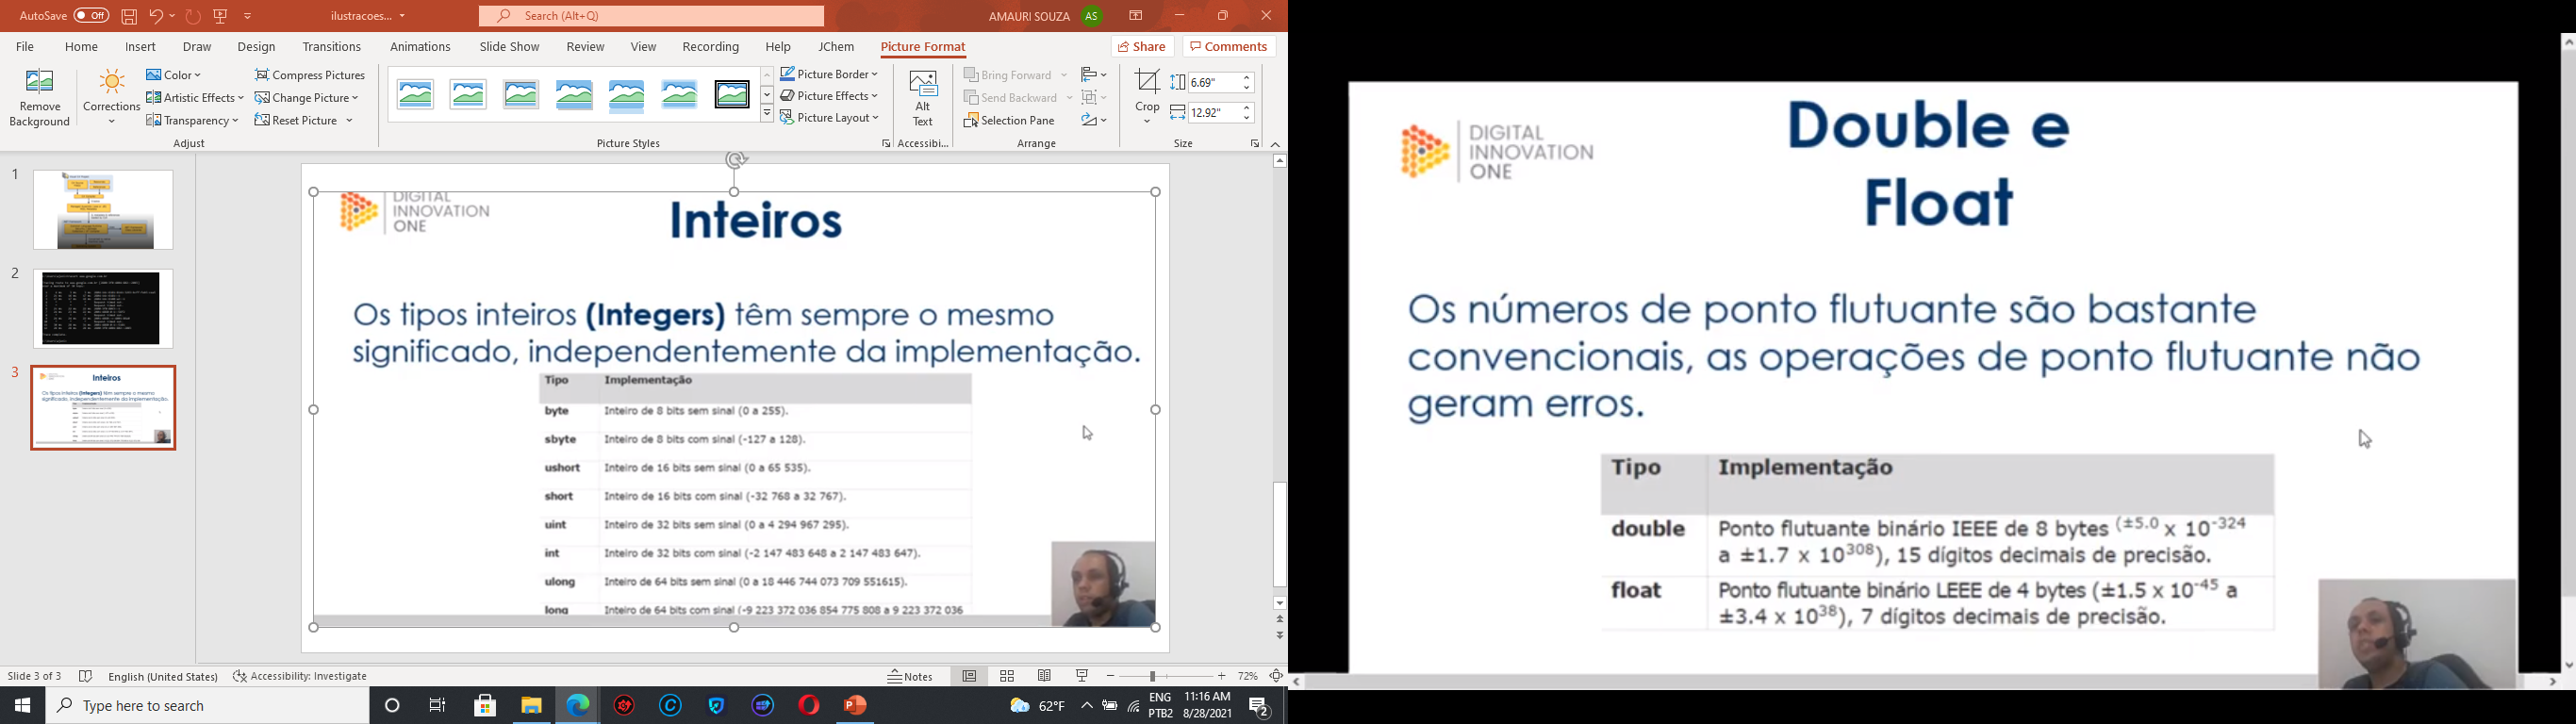 AutoSave Off
ilustracoes...
Search (Alt+Q)
AMAURI SOUZA AS
File Home Insert Draw Design Transitions Animations Slide Show Review View Recording Help JChem Picture Format Share Comments
Remove Background
Corrections
Color
Artistic Effects
Transparency
Compress Pictures
Change Picture
Reset Picture
Adjust
Picture Styles
Picture Border
Picture Effects
Picture Layout
Alt Text
Accessibi...
Bring Forward
Send Backward
Selection Pane
Arrange
Crop
6.69"
12.92"
Size
1
2
3
DIGITAL
INNOVATION
ONE
Inteiros
Os tipos inteiros (Integers) têm sempre o mesmo
significado, independentemente da implementação.
Tipo Implementação
byte Inteiro de 8 bits sem sinal (0 a 255).
sbyte Inteiro de 8 bits com sinal (-127 a 128).
ushort Inteiro de 16 bits sem sinal (0 a 65 535).
short Inteiro de 16 bits com sinal (-32 768 a 32 767).
uint Inteiro de 32 bits sem sinal (0 a 4 294 967 295).
int Inteiro de 32 bits com sinal (-2 147 483 648 a 2 147 483 647).
ulong Inteiro de 64 bits sem sinal (0 a 18 446 744 073 709 551615).
long Inteiro de 64 bits com sinal (-9 223 372 036 854 775 808 a 9 223 372 036
Slide 3 of 3 English (United States) Accessibility: Investigate Notes 72%
Type here to search
62°F
ENG
PTB2
11:16 AM
8/28/2021
2
DIGITAL
INNOVATION
ONE
Double e
Float
Os números de ponto flutuante são bastante
convencionais, as operações de ponto flutuante não
geram erros.
Tipo Implementação
double Ponto flutuante binário IEEE de 8 bytes (±5.0 x 10-324
a ±1.7 x 10308), 15 dígitos decimais de precisão.
float Ponto flutuante binário LEEE de 4 bytes (±1.5 x 10-45 a
±3.4 x 1038), 7 dígitos decimais de precisão.